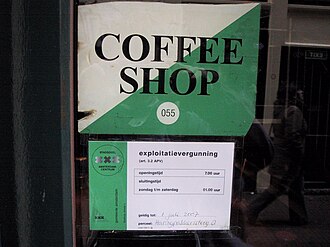 COFFEE
SHOP
055
exploitatievergunning
(art. 3.2 APV)
openingstijd 7.00 uur
sluitingstijd
zondag t/m zaterdag 01.00 uur
geldig tot: 1 juli 2007
perceel: